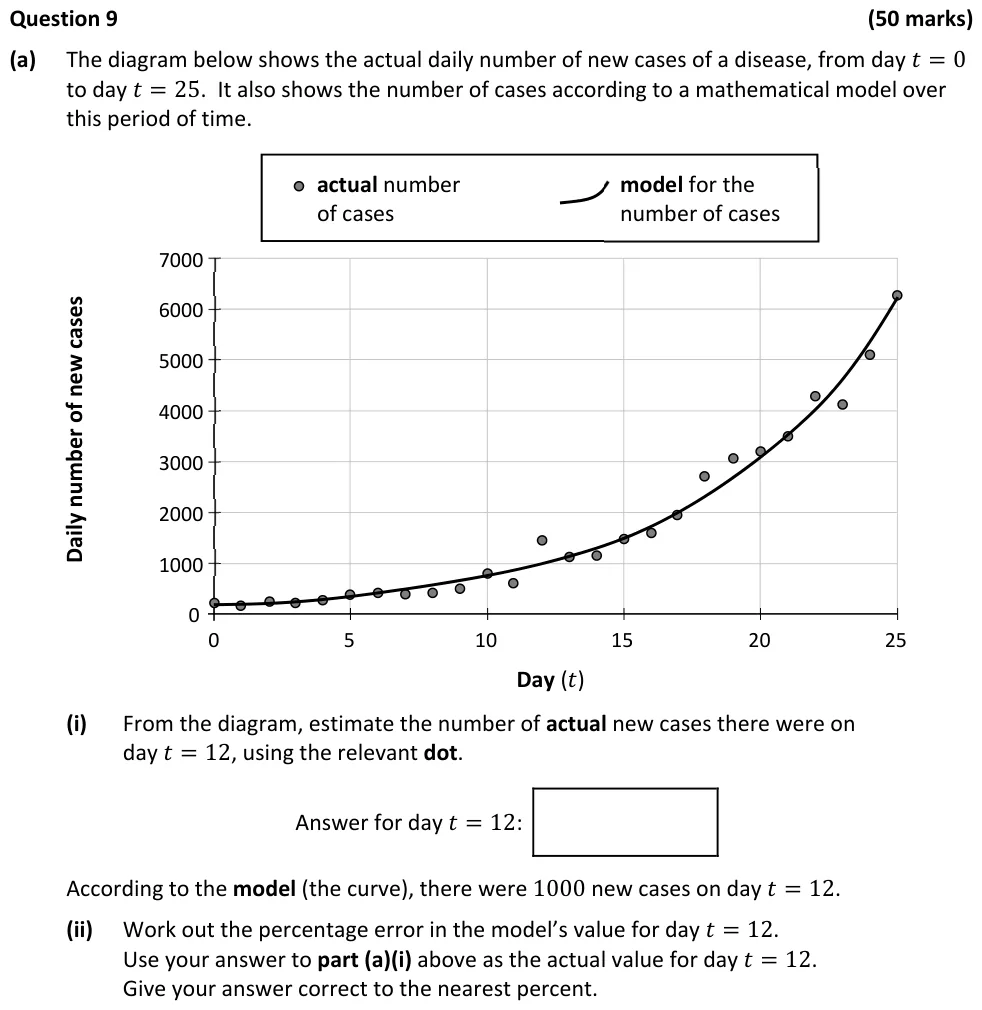 Question 9 (50 marks)
(a) The diagram below shows the actual daily number of new cases of a disease, from day t = 0
to day t = 25. It also shows the number of cases according to a mathematical model over
this period of time.
actual number model for the
of cases number of cases
7000
6000
5000
4000
3000
2000
1000
0
Daily number of new cases
0 5 10 15 20 25
Day (t)
(i) From the diagram, estimate the number of actual new cases there were on
day t = 12, using the relevant dot.
Answer for day t = 12:
According to the model (the curve), there were 1000 new cases on day t = 12.
(ii) Work out the percentage error in the model’s value for day t = 12.
Use your answer to part (a)(i) above as the actual value for day t = 12.
Give your answer correct to the nearest percent.